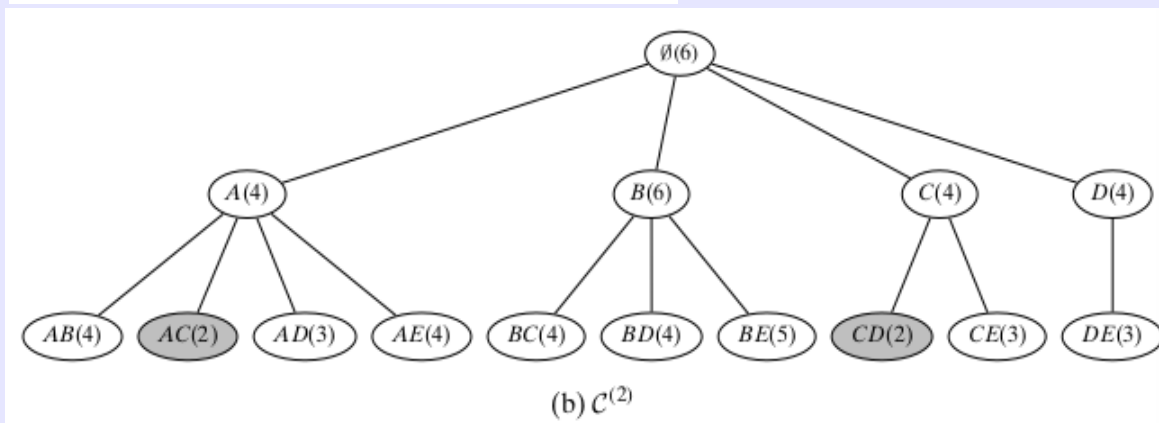 ∅(6)
A(4) B(6) C(4) D(4)
AB(4) AC(2) AD(3) AE(4) BC(4) BD(4) BE(5) CD(2) CE(3) DE(3)
(b) 𝒞⁽²⁾